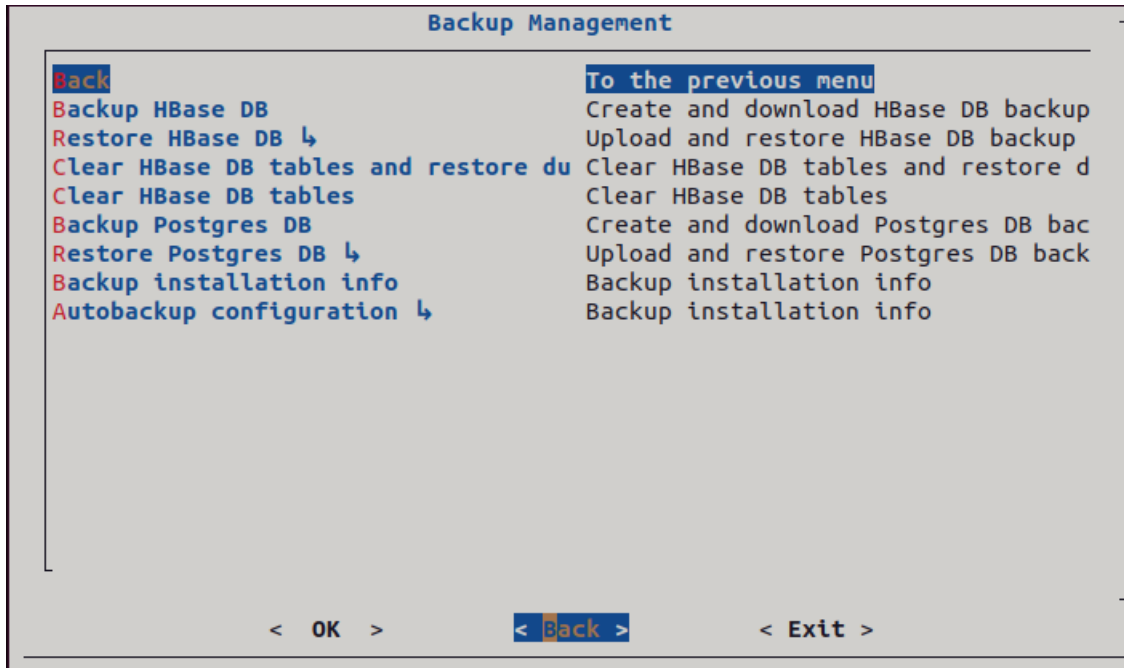 Backup Management
Back To the previous menu
Backup HBase DB Create and download HBase DB backup
Restore HBase DB ↳ Upload and restore HBase DB backup
Clear HBase DB tables and restore du Clear HBase DB tables and restore d
Clear HBase DB tables Clear HBase DB tables
Backup Postgres DB Create and download Postgres DB bac
Restore Postgres DB ↳ Upload and restore Postgres DB back
Backup installation info Backup installation info
Autobackup configuration ↳ Backup installation info
< OK > < Back > < Exit >